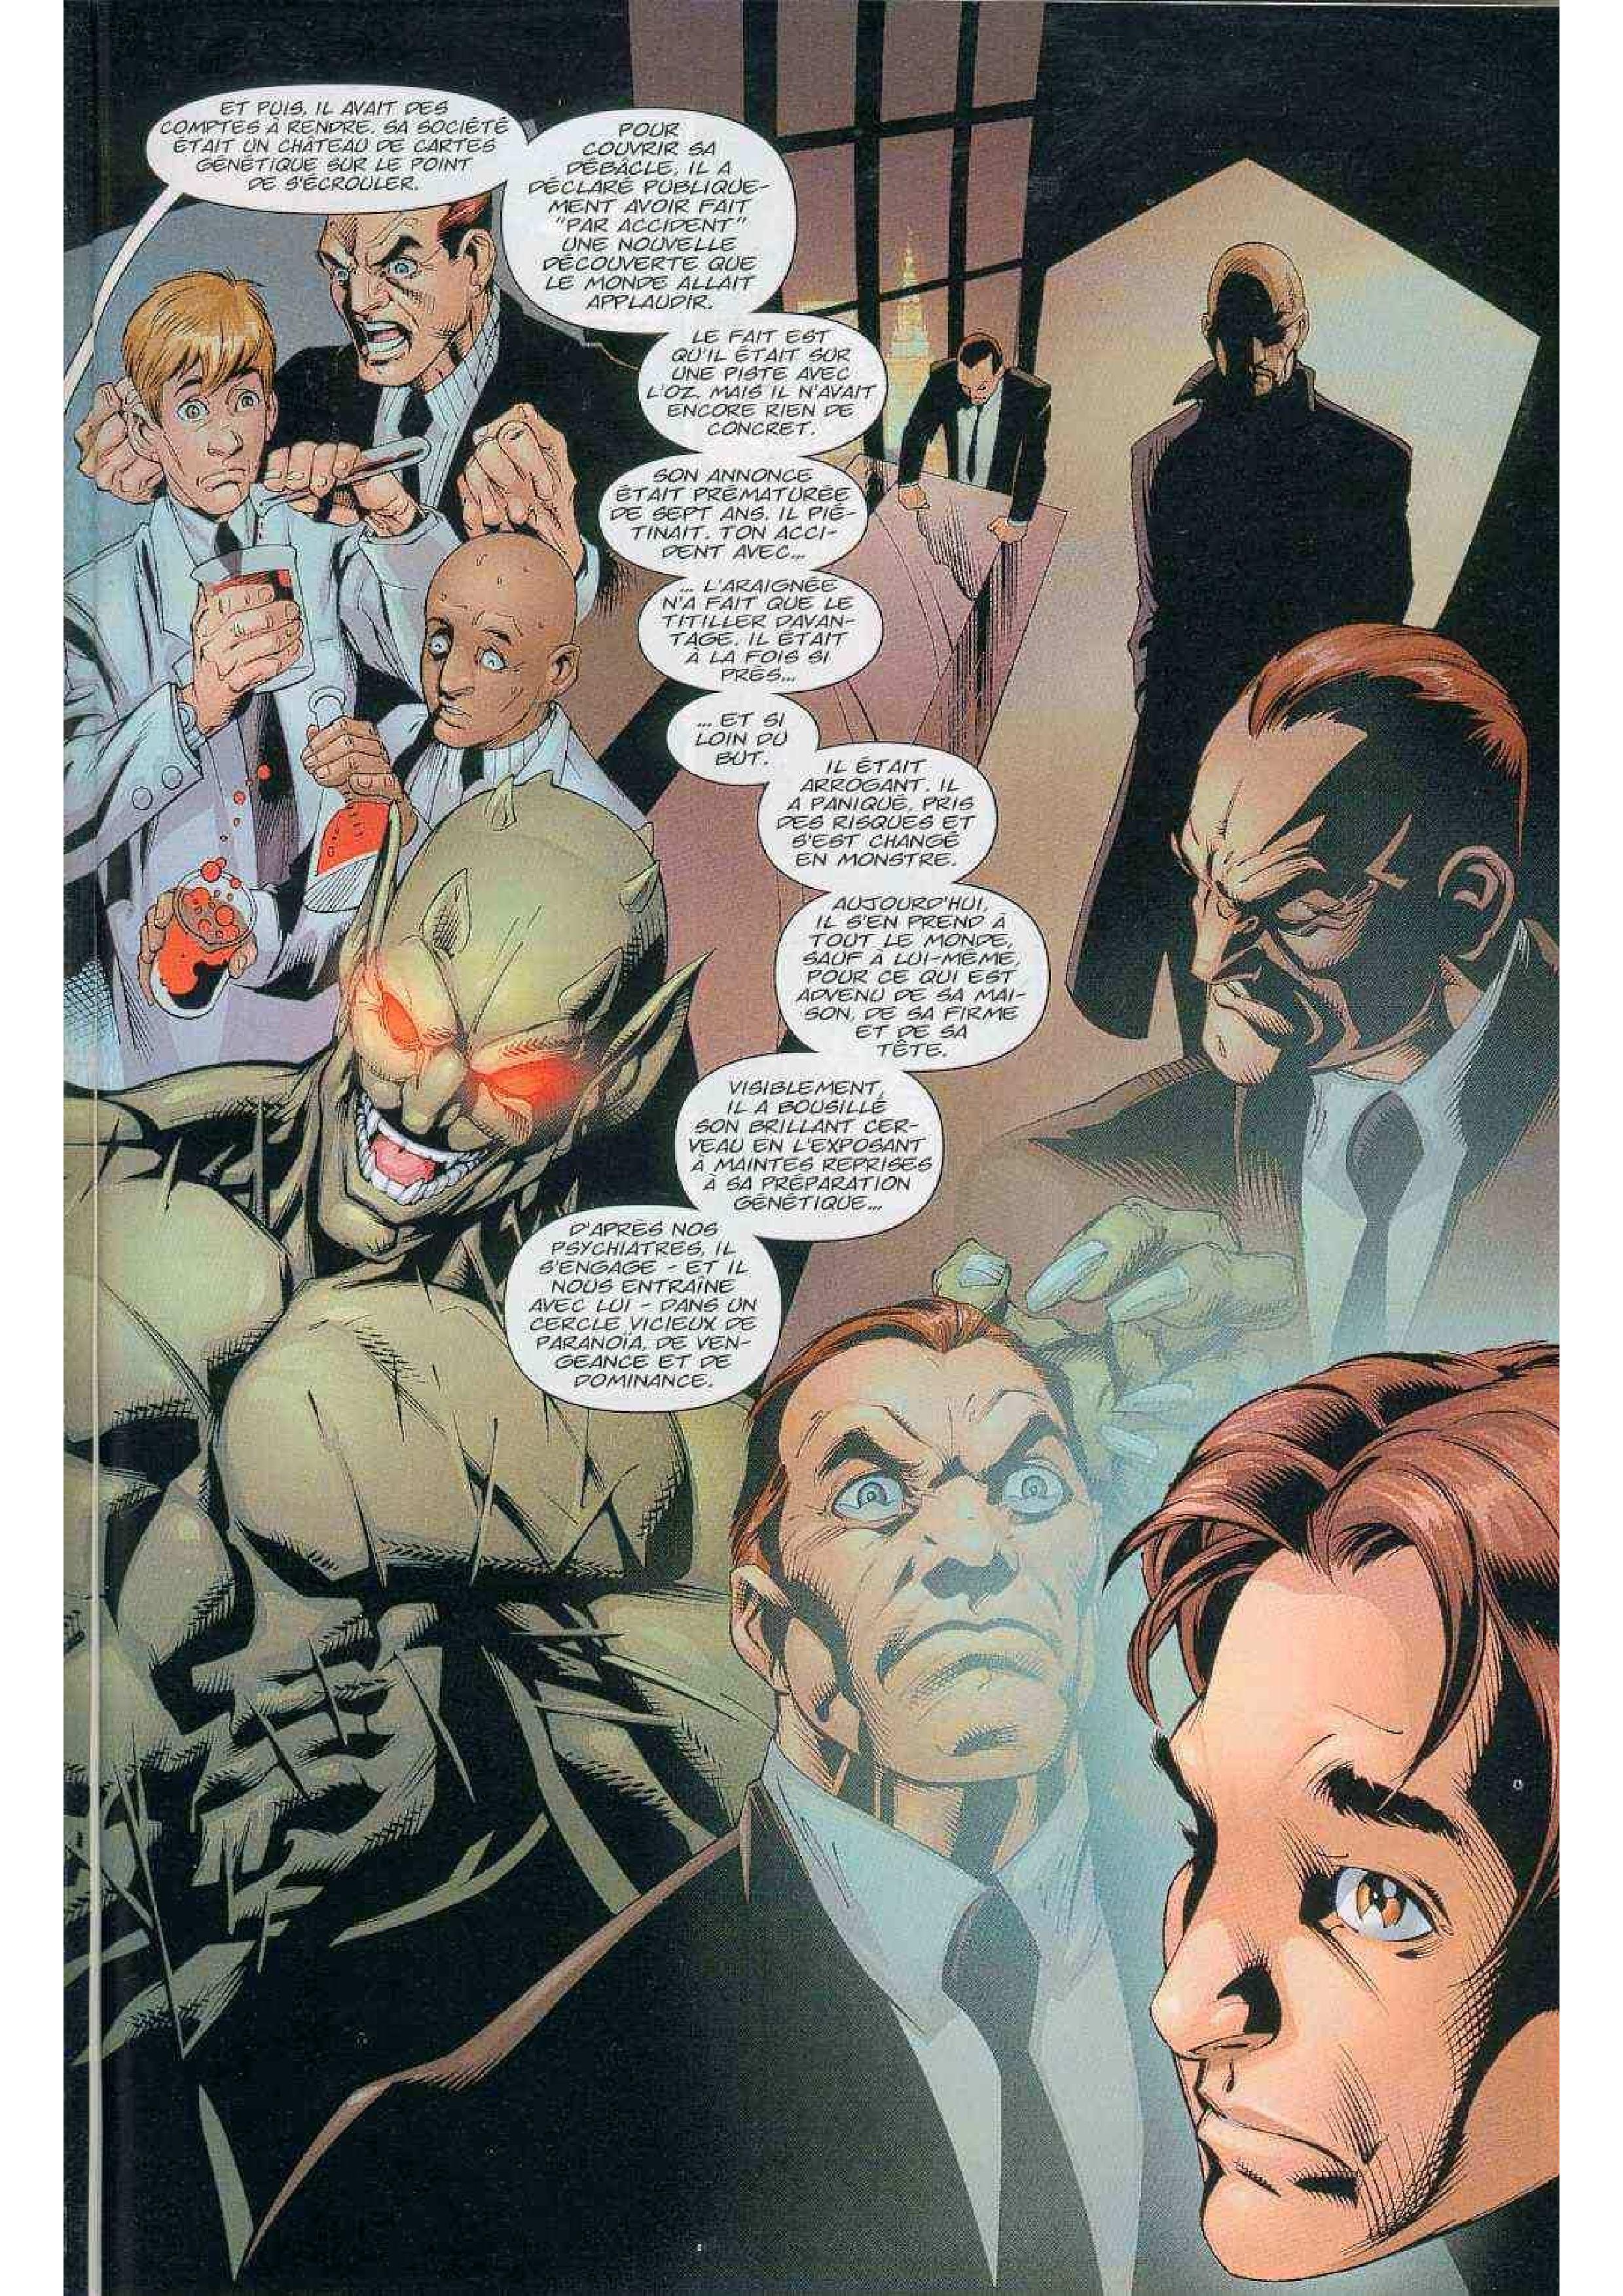 ET PUIS, IL AVAIT DES
COMPTES À RENDRE. SA SOCIÉTÉ
ÉTAIT UN CHÂTEAU DE CARTES
GÉNÉTIQUE SUR LE POINT
DE S'ÉCROULER.
POUR
COUVRIR SA
DÉBÂCLE, IL A
DÉCLARÉ PUBLIQUE-
MENT AVOIR FAIT
"PAR ACCIDENT"
UNE NOUVELLE
DÉCOUVERTE QUE
LE MONDE ALLAIT
APPLAUDIR.
LE FAIT EST
QU'IL ÉTAIT SUR
UNE PISTE AVEC
L'OZ. MAIS IL N'AVAIT
ENCORE RIEN DE
CONCRET.
SON ANNONCE
ÉTAIT PRÉMATURÉE
DE SEPT ANS. IL PIÉ-
TINAIT. TON ACCI-
DENT AVEC...
... L'ARAIGNÉE
N'A FAIT QUE LE
TITILLER DAVAN-
TAGE. IL ÉTAIT
À LA FOIS SI
PRÈS...
... ET SI
LOIN DU
BUT.
IL ÉTAIT
ARROGANT. IL
A PANIQUÉ, PRIS
DES RISQUES ET
S'EST CHANGÉ
EN MONSTRE.
AUJOURD'HUI,
IL S'EN PREND À
TOUT LE MONDE,
SAUF À LUI-MÊME,
POUR CE QUI EST
ADVENU DE SA MAI-
SON, DE SA FIRME
ET DE SA
TÊTE.
VISIBLEMENT,
IL A BOUSILLÉ
SON BRILLANT CER-
VEAU EN L'EXPOSANT
À MAINTES REPRISES
À SA PRÉPARATION
GÉNÉTIQUE...
D'APRÈS NOS
PSYCHIATRES, IL
S'ENGAGE - ET IL
NOUS ENTRAÎNE
AVEC LUI - DANS UN
CERCLE VICIEUX DE
PARANOÏA, DE VEN-
GEANCE ET DE
DOMINANCE.